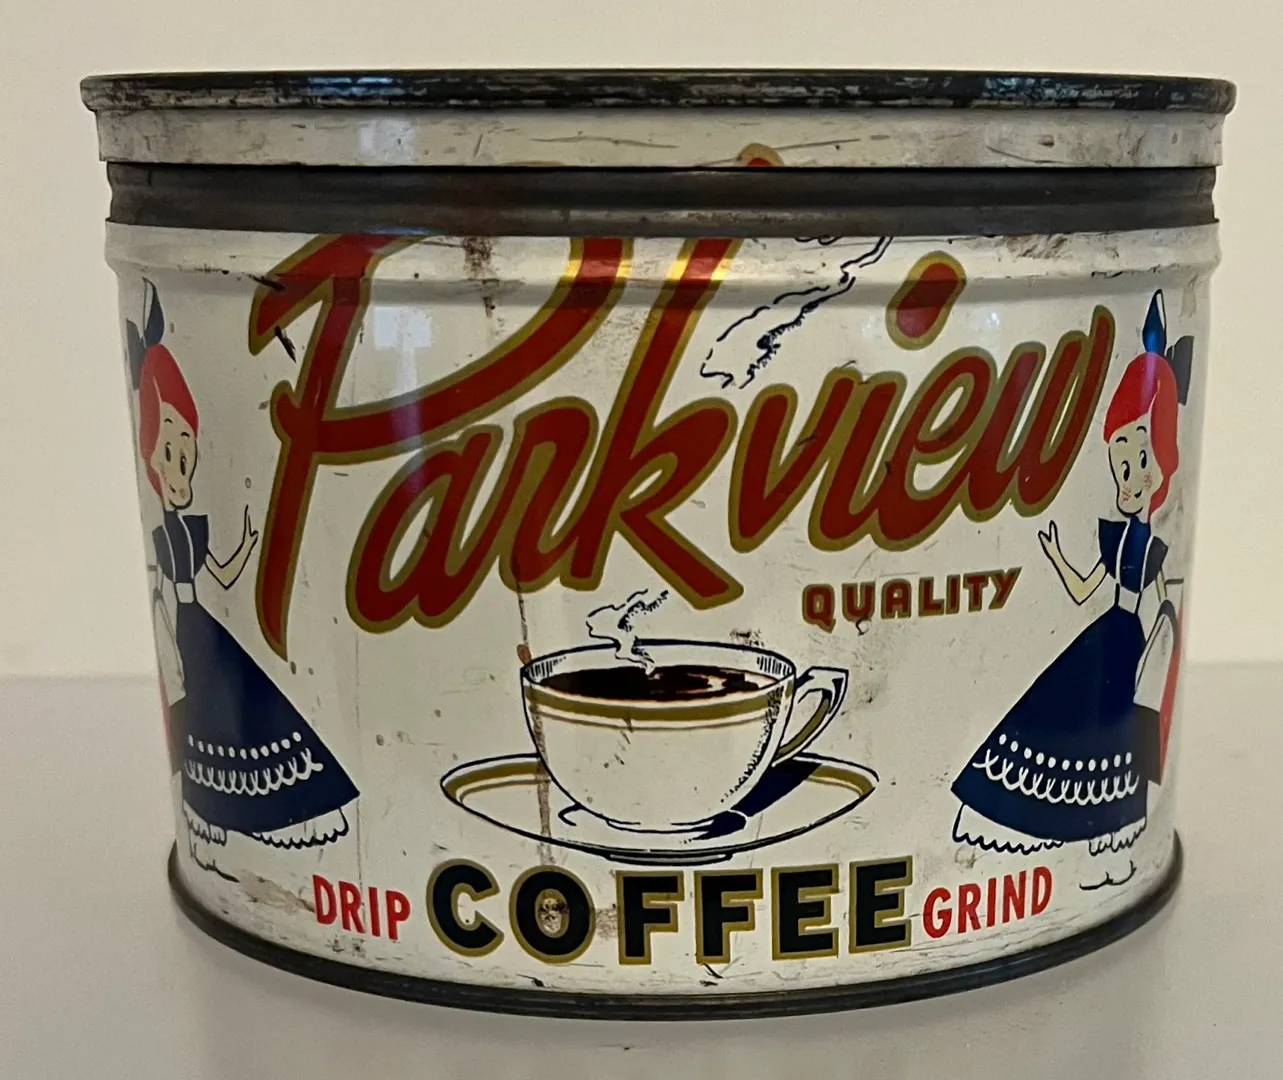 Parkview
QUALITY
DRIP COFFEE GRIND